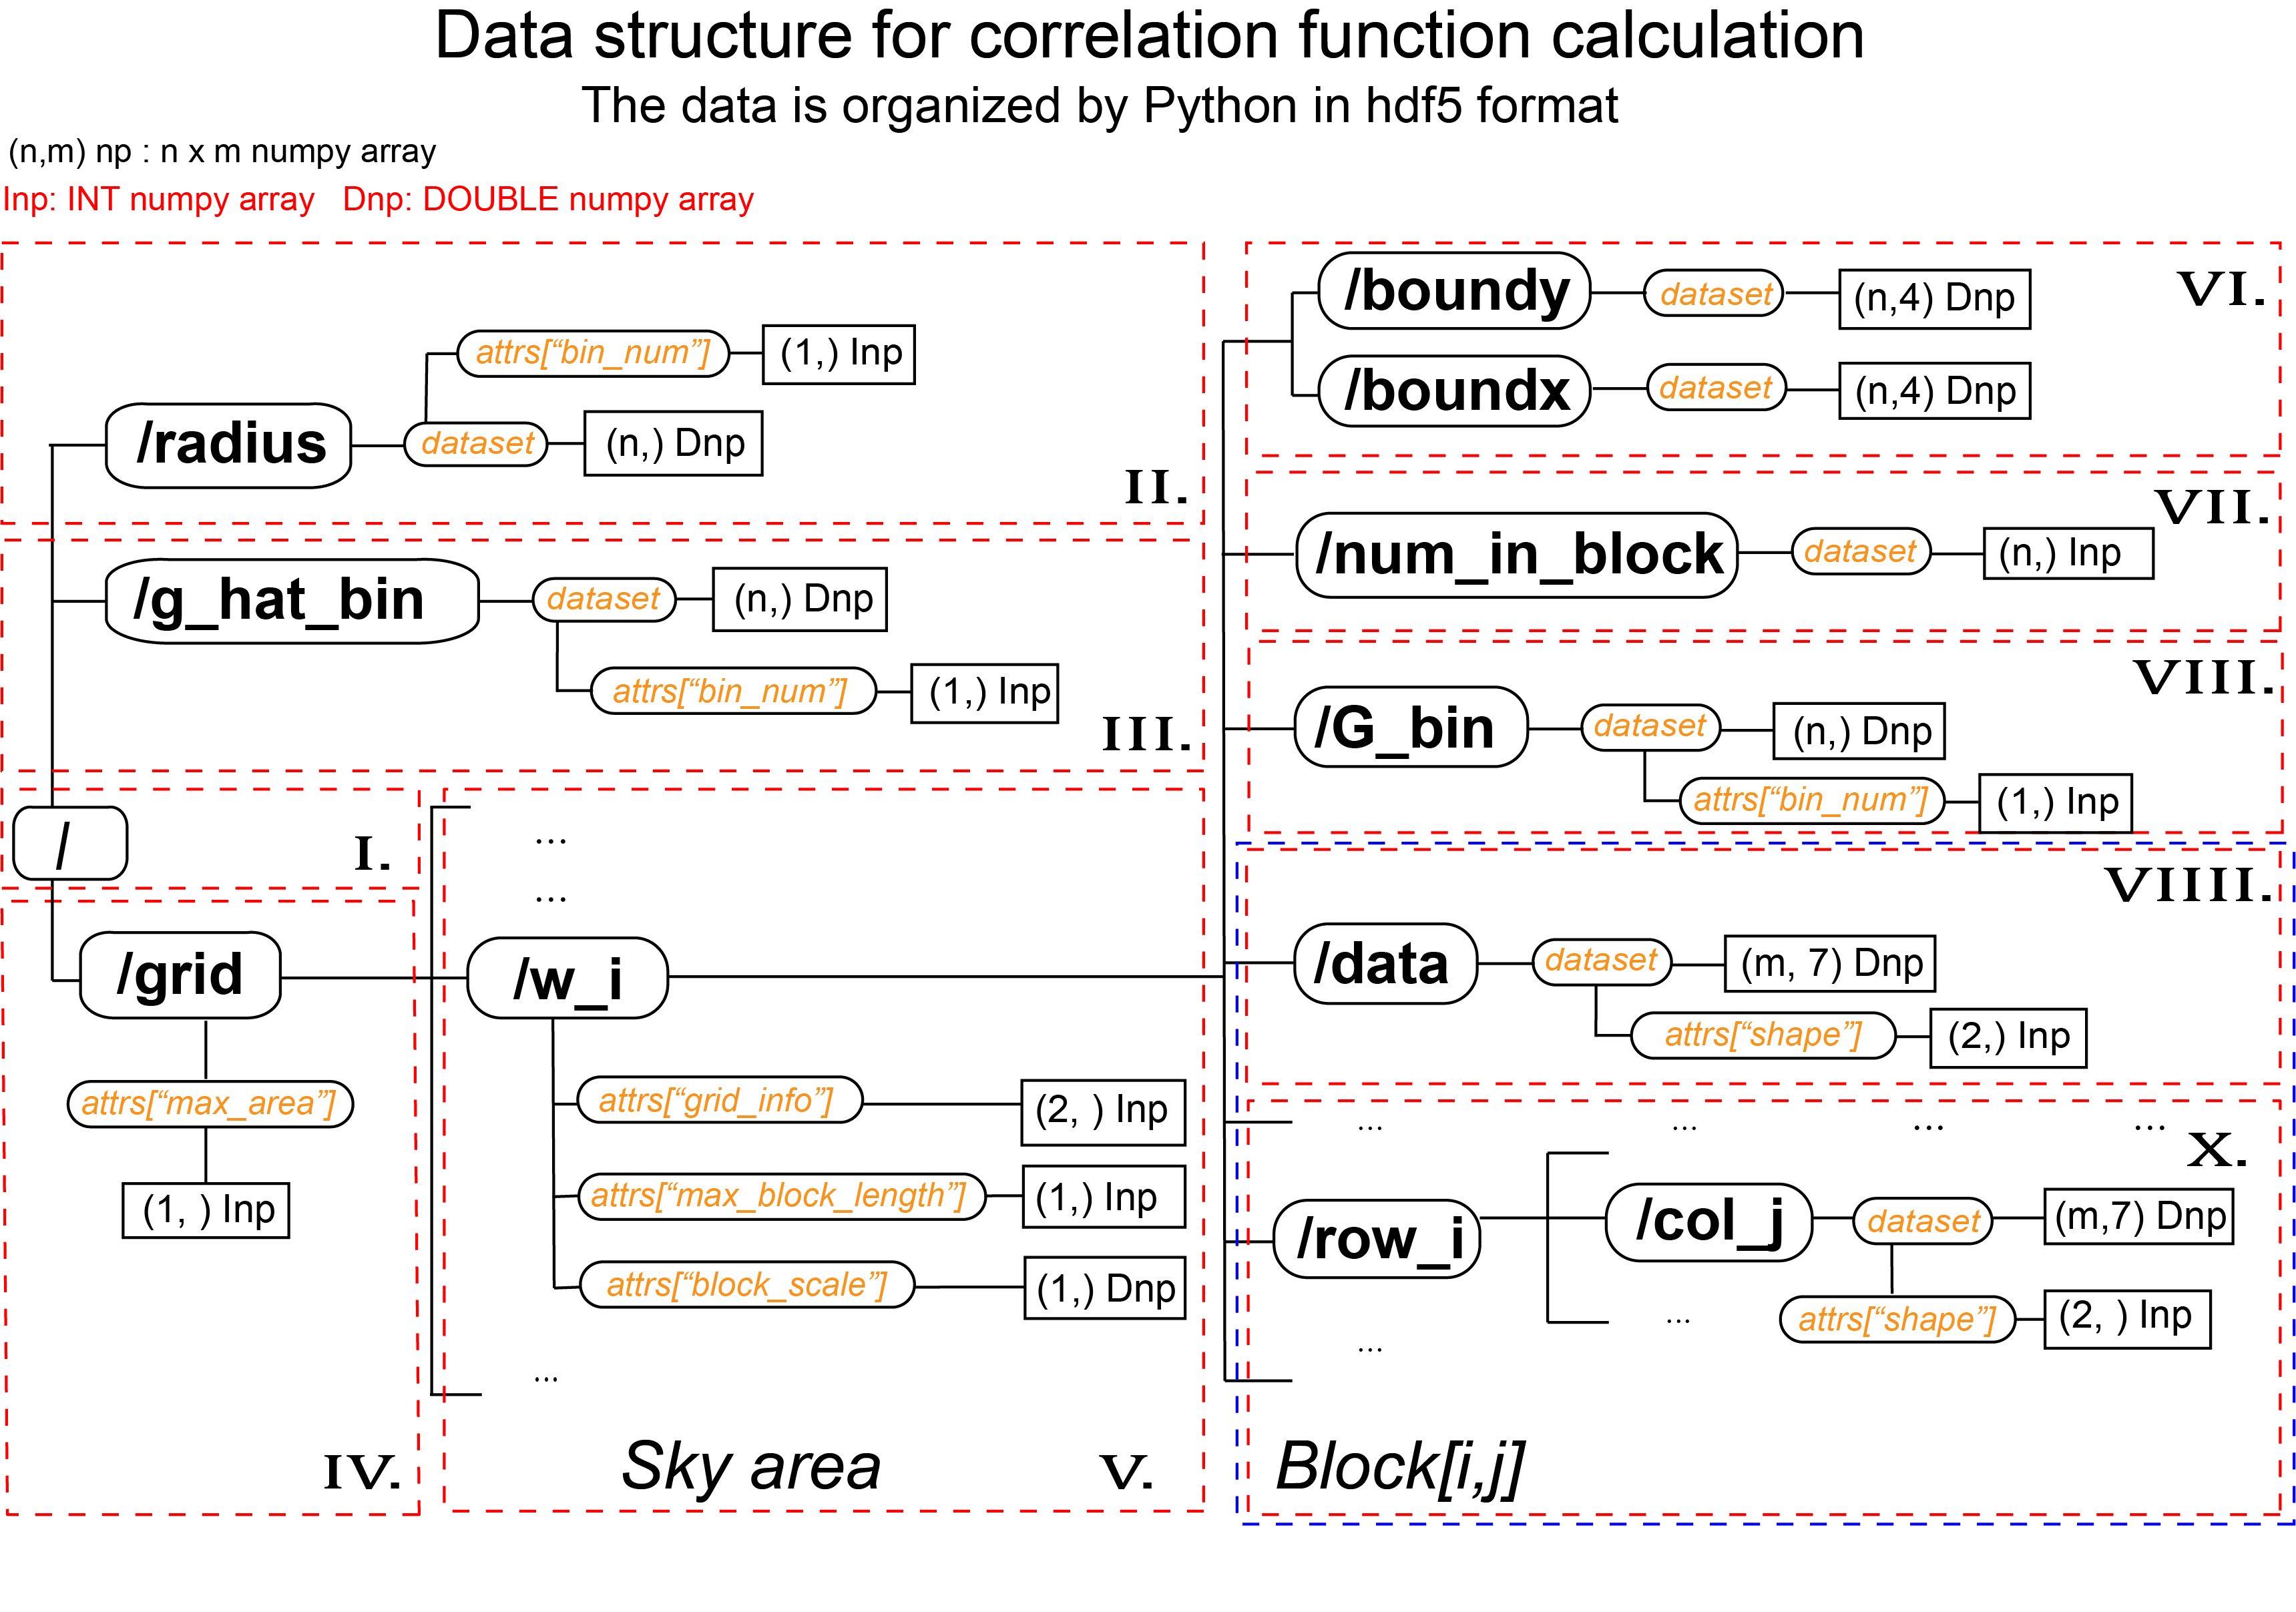 Data structure for correlation function calculation
The data is organized by Python in hdf5 format
(n,m) np : n x m numpy array
Inp: INT numpy array Dnp: DOUBLE numpy array
attrs[“bin_num”]
(1,) Inp
/radius
dataset
(n,) Dnp
II.
/g_hat_bin
dataset
(n,) Dnp
attrs[“bin_num”]
(1,) Inp
III.
/
I.
/grid
attrs[“max_area”]
(1, ) Inp
IV.
...
...
/w_i
attrs[“grid_info”]
(2, ) Inp
attrs[“max_block_length”]
(1,) Inp
attrs[“block_scale”]
(1,) Dnp
...
Sky area
V.
/boundy
dataset
(n,4) Dnp
VI.
/boundx
dataset
(n,4) Dnp
VII.
/num_in_block
dataset
(n,) Inp
VIII.
/G_bin
dataset
(n,) Dnp
attrs[“bin_num”]
(1,) Inp
VIIII.
/data
dataset
(m, 7) Dnp
attrs[“shape”]
(2,) Inp
... ... ... ...
X.
/row_i
/col_j
dataset
(m,7) Dnp
attrs[“shape”]
(2, ) Inp
...
...
Block[i,j]